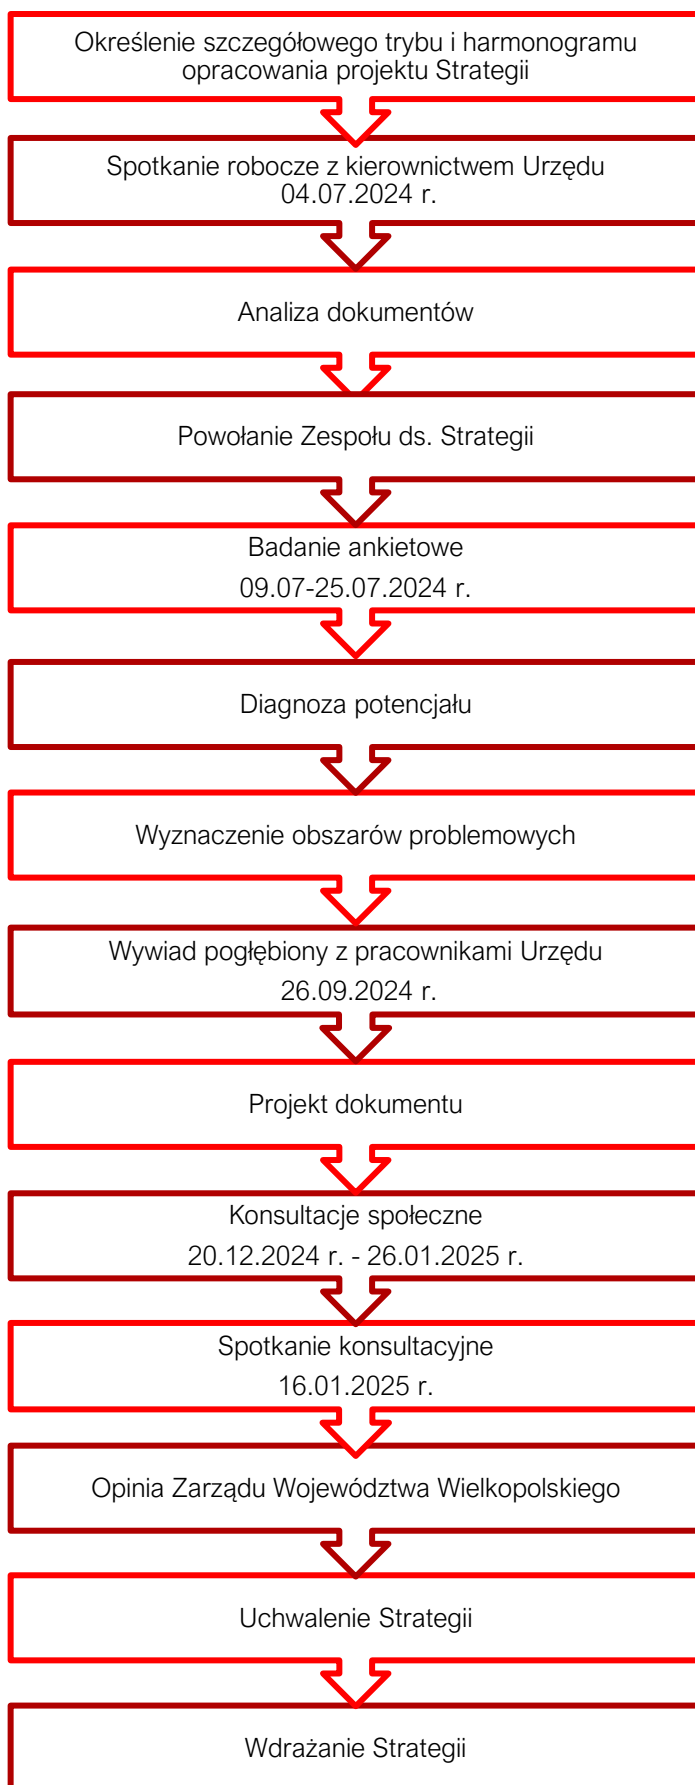 Określenie szczegółowego trybu i harmonogramu
opracowania projektu Strategii
Spotkanie robocze z kierownictwem Urzędu
04.07.2024 r.
Analiza dokumentów
Powołanie Zespołu ds. Strategii
Badanie ankietowe
09.07-25.07.2024 r.
Diagnoza potencjału
Wyznaczenie obszarów problemowych
Wywiad pogłębiony z pracownikami Urzędu
26.09.2024 r.
Projekt dokumentu
Konsultacje społeczne
20.12.2024 r. - 26.01.2025 r.
Spotkanie konsultacyjne
16.01.2025 r.
Opinia Zarządu Województwa Wielkopolskiego
Uchwalenie Strategii
Wdrażanie Strategii